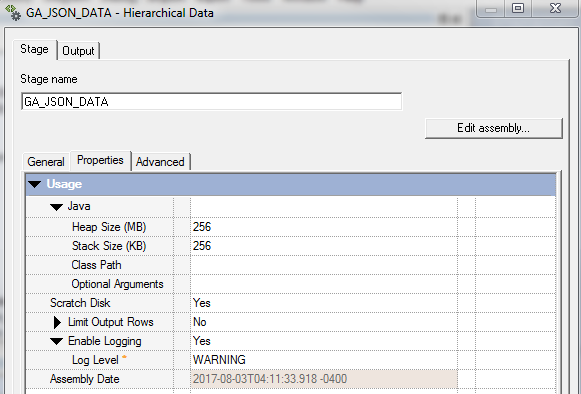 GA_JSON_DATA - Hierarchical Data
Stage
Output
Stage name
GA_JSON_DATA
Edit assembly...
General
Properties
Advanced
Usage
Java
Heap Size (MB) 256
Stack Size (KB) 256
Class Path
Optional Arguments
Scratch Disk Yes
Limit Output Rows No
Enable Logging Yes
Log Level * WARNING
Assembly Date 2017-08-03T04:11:33.918 -0400